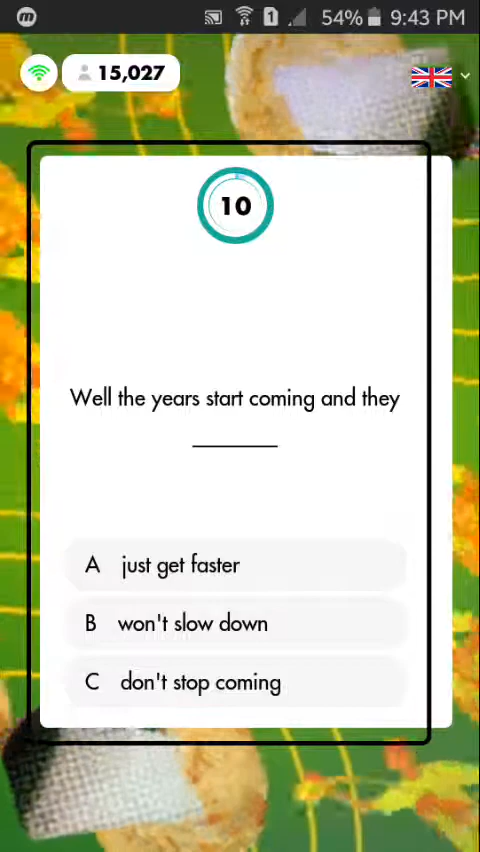 54% 9:43 PM
15,027
10
Well the years start coming and they
A just get faster
B won't slow down
C don't stop coming